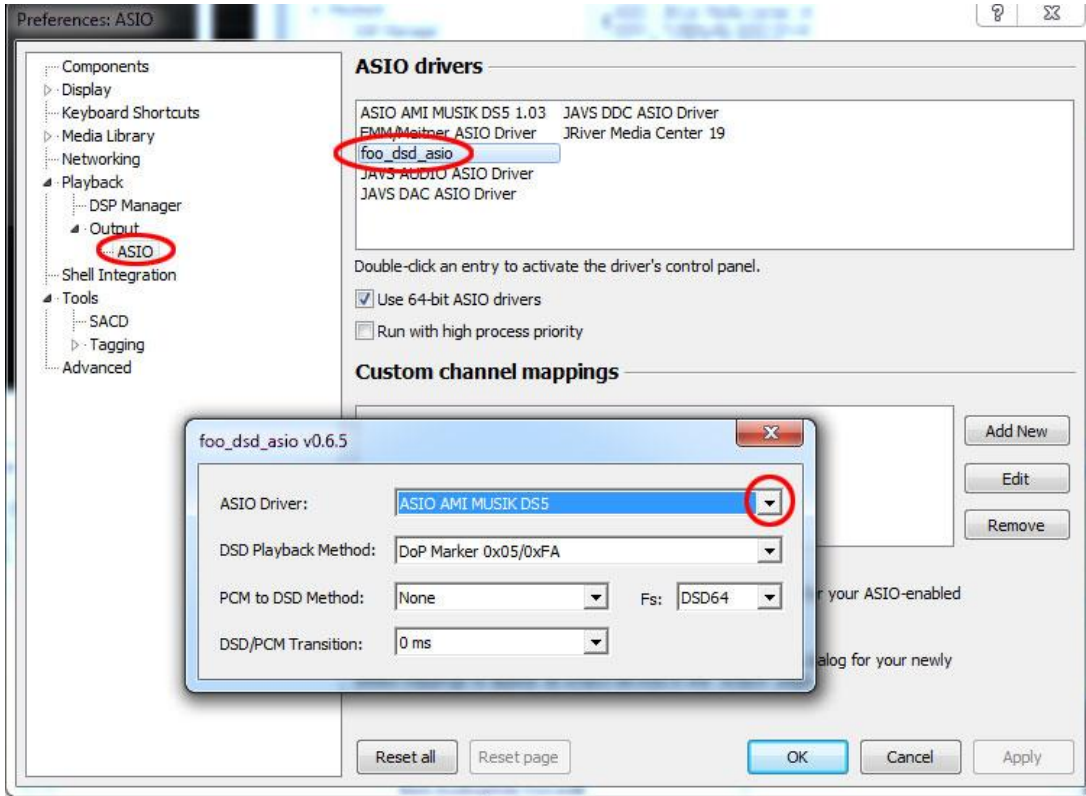 Preferences: ASIO
Components
Display
Keyboard Shortcuts
Media Library
Networking
Playback
DSP Manager
Output
ASIO
Shell Integration
Tools
SACD
Tagging
Advanced
ASIO drivers
ASIO AMI MUSIK DS5 1.03 JAVS DDC ASIO Driver
EMM/Meitner ASIO Driver JRiver Media Center 19
foo_dsd_asio
JAVS AUDIO ASIO Driver
JAVS DAC ASIO Driver
Double-click an entry to activate the driver's control panel.
Use 64-bit ASIO drivers
Run with high process priority
Custom channel mappings
Add New
Edit
Remove
foo_dsd_asio v0.6.5
ASIO Driver: ASIO AMI MUSIK DS5
DSD Playback Method: DoP Marker 0x05/0xFA
PCM to DSD Method: None Fs: DSD64
DSD/PCM Transition: 0 ms
your ASIO-enabled
for your newly
Reset all Reset page OK Cancel Apply